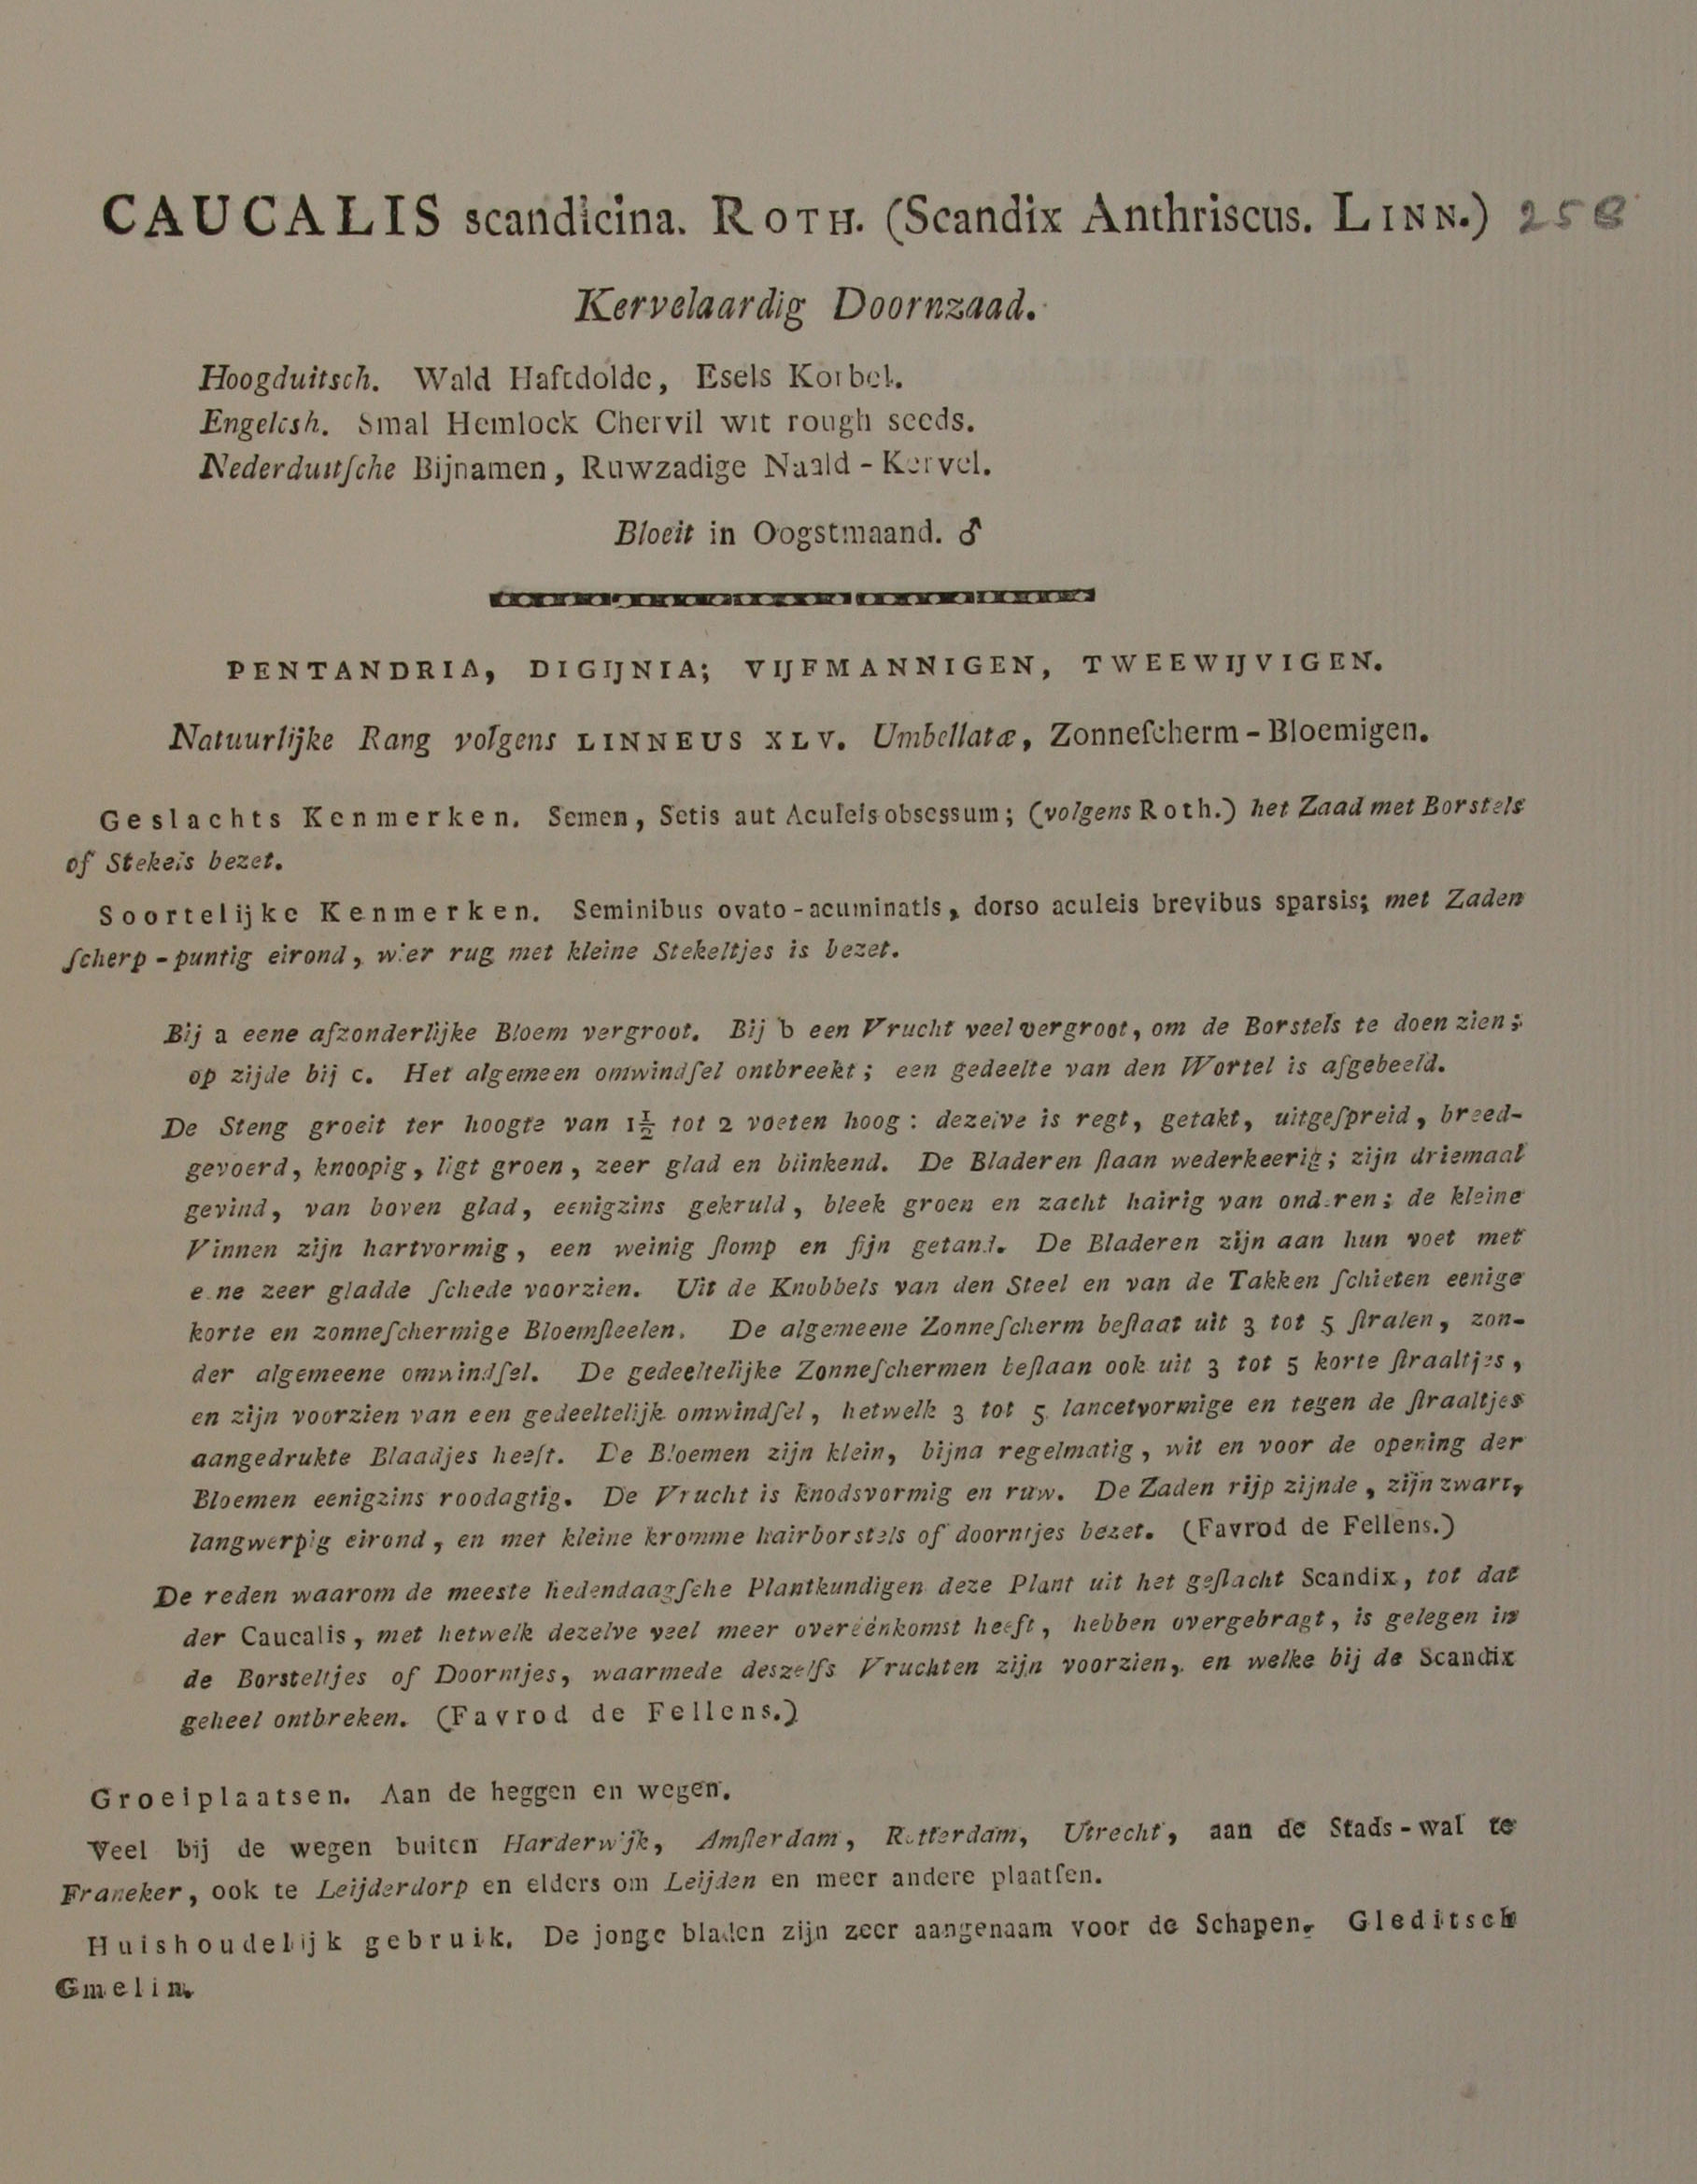 CAUCALIS scandicina. ROTH. (Scandix Anthriscus. LINN.) 258
Kervelaardig Doornzaad.
Hoogduitsch. Wald Haftdolde, Esels Korbel.
Engelcsh. Smal Hemlock Chervil wit rough seeds.
Nederduitſche Bijnamen, Ruwzadige Naald-Kervel.
Bloeit in Oogstmaand. ♂
PENTANDRIA, DIGIJNIA; VIJFMANNIGEN, TWEEWIJVIGEN.
Natuurlijke Rang volgens LINNEUS XLV. Umbellatæ, Zonneſcherm-Bloemigen.
Geslachts Kenmerken. Semen, Setis aut Aculeis obsessum; (volgens Roth.) het Zaad met Borstels
of Stekels bezet.
Soortelijke Kenmerken. Seminibus ovato-acuminatis, dorso aculeis brevibus sparsis; met Zaden
ſcherp-puntig eirond, wier rug met kleine Stekeltjes is bezet.
Bij a eene afzonderlijke Bloem vergroot. Bij b een Vrucht veel vergroot, om de Borstels te doen zien;
op zijde bij c. Het algemeen omwindſel ontbreekt; een gedeelte van den Wortel is afgebeeld.
De Steng groeit ter hoogte van 1½ tot 2 voeten hoog: dezelve is regt, getakt, uitgeſpreid, breed-
gevoerd, knoopig, ligt groen, zeer glad en blinkend. De Bladeren ſtaan wederkeerig; zijn driemaal
gevind, van boven glad, eenigzins gekruld, bleek groen en zacht hairig van onderen; de kleine
Vinnen zijn hartvormig, een weinig ſtomp en fijn getand. De Bladeren zijn aan hun voet met
eene zeer gladde ſchede voorzien. Uit de Knobbels van den Steel en van de Takken ſchieten eenige
korte en zonneſchermige Bloemſteelen. De algemeene Zonneſcherm beſtaat uit 3 tot 5 ſtralen, zon-
der algemeene omwindſel. De gedeeltelijke Zonneſchermen beſtaan ook uit 3 tot 5 korte ſtraaltjes,
en zijn voorzien van een gedeeltelijk omwindſel, hetwelk 3 tot 5 lancetvormige en tegen de ſtraaltjes
aangedrukte Blaadjes heeft. De Bloemen zijn klein, bijna regelmatig, wit en voor de opening der
Bloemen eenigzins roodagtig. De Vrucht is knodsvormig en ruw. De Zaden rijp zijnde, zijn zwart,
langwerpig eirond, en met kleine kromme hairborstels of doorntjes bezet. (Favrod de Fellens.)
De reden waarom de meeste hedendaagſche Plantkundigen deze Plant uit het geſlacht Scandix, tot dat
der Caucalis, met hetwelk dezelve veel meer overéénkomst heeft, hebben overgebragt, is gelegen in
de Borsteltjes of Doorntjes, waarmede deszelfs Vruchten zijn voorzien, en welke bij de Scandix
geheel ontbreken. (Favrod de Fellens.)
Groeiplaatsen. Aan de heggen en wegen.
Veel bij de wegen buiten Harderwijk, Amſterdam, Rotterdam, Utrecht, aan de Stads-wal te
Franeker, ook te Leijderdorp en elders om Leijden en meer andere plaatſen.
Huishoudelijk gebruik. De jonge bladen zijn zeer aangenaam voor de Schapen. Gleditsch
Gmelin.